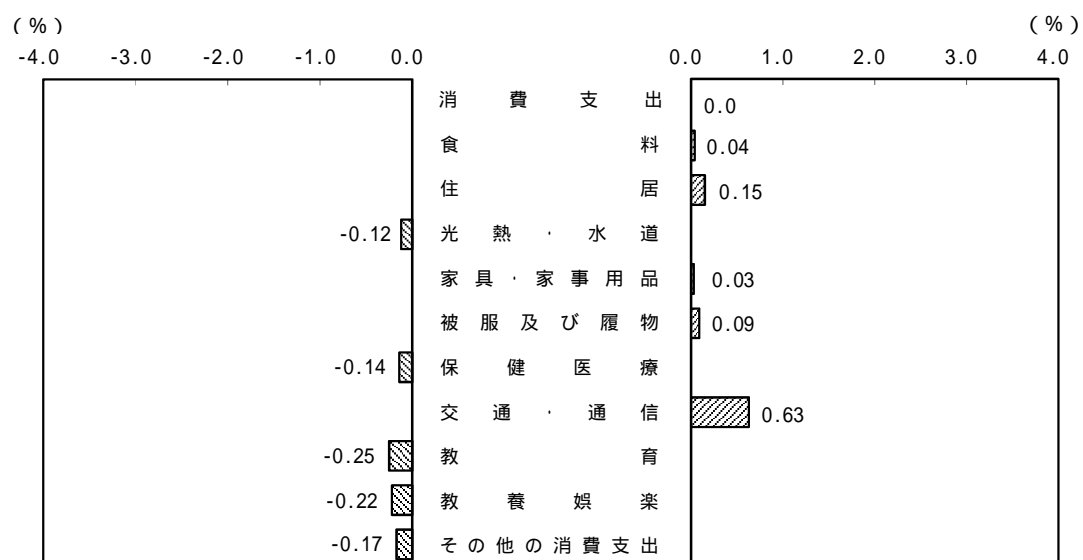 (%) (%)
-4.0 -3.0 -2.0 -1.0 0.0 0.0 1.0 2.0 3.0 4.0
消費支出 0.0
食料 0.04
住居 0.15
-0.12 光熱・水道
家具・家事用品 0.03
被服及び履物 0.09
-0.14 保健医療
交通・通信 0.63
-0.25 教育
-0.22 教養娯楽
-0.17 その他の消費支出